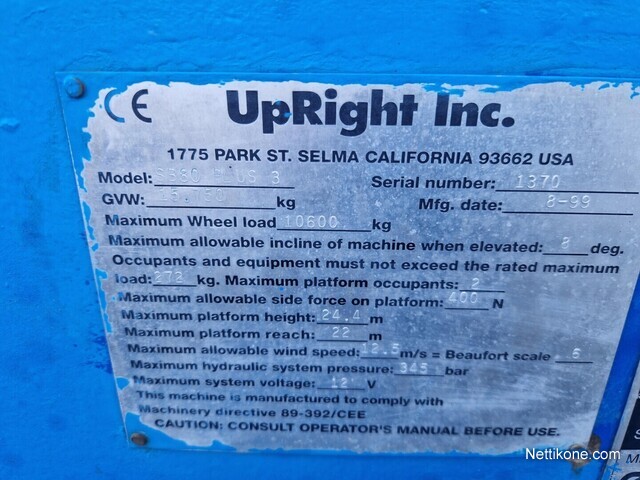 CE UpRight Inc.
1775 PARK ST. SELMA CALIFORNIA 93662 USA
Model: Serial number: 1370
GVW: kg Mfg. date: 8-99
Maximum Wheel load 10600 kg
Maximum allowable incline of machine when elevated: deg.
Occupants and equipment must not exceed the rated maximum
load: kg. Maximum platform occupants: 2
Maximum allowable side force on platform: 400 N
Maximum platform height: 24.4 m
Maximum platform reach: 22 m
Maximum allowable wind speed: 12.5 m/s = Beaufort scale 6
Maximum hydraulic system pressure: 345 bar
Maximum system voltage: 12 V
This machine is manufactured to comply with
Machinery directive 89-392/CEE
CAUTION: CONSULT OPERATOR'S MANUAL BEFORE USE.
Nettikone.com